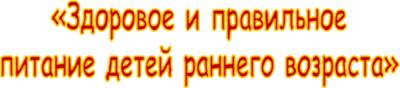 «Здоровое и правильное
питание детей раннего возраста»